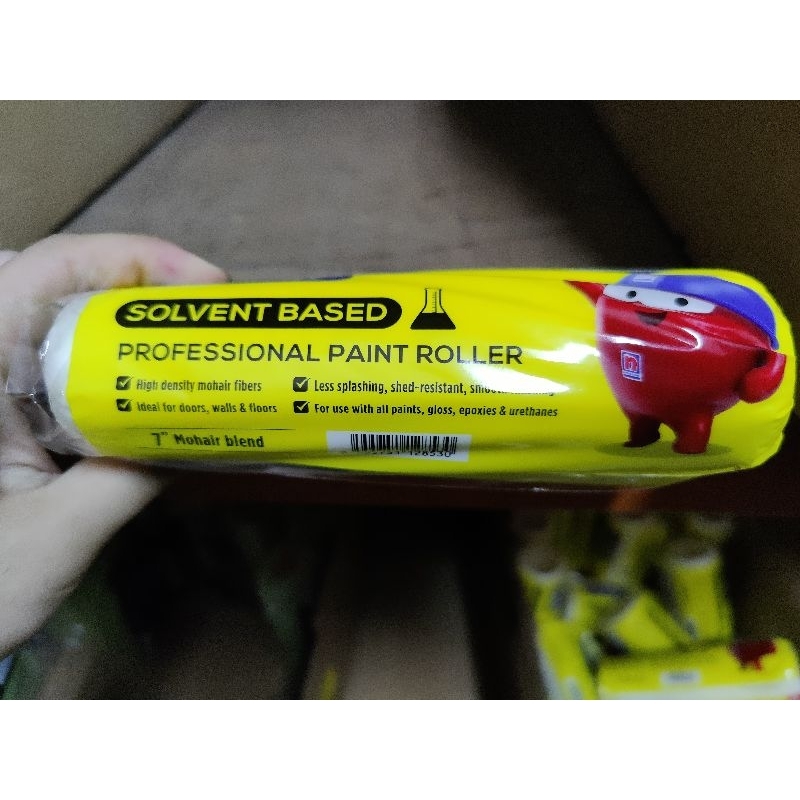 SOLVENT BASED
PROFESSIONAL PAINT ROLLER
High density mohair fibers
Less splashing, shed-resistant,
Ideal for doors, walls & floors
For use with all paints, gloss, epoxies & urethanes
7" Mohair blend